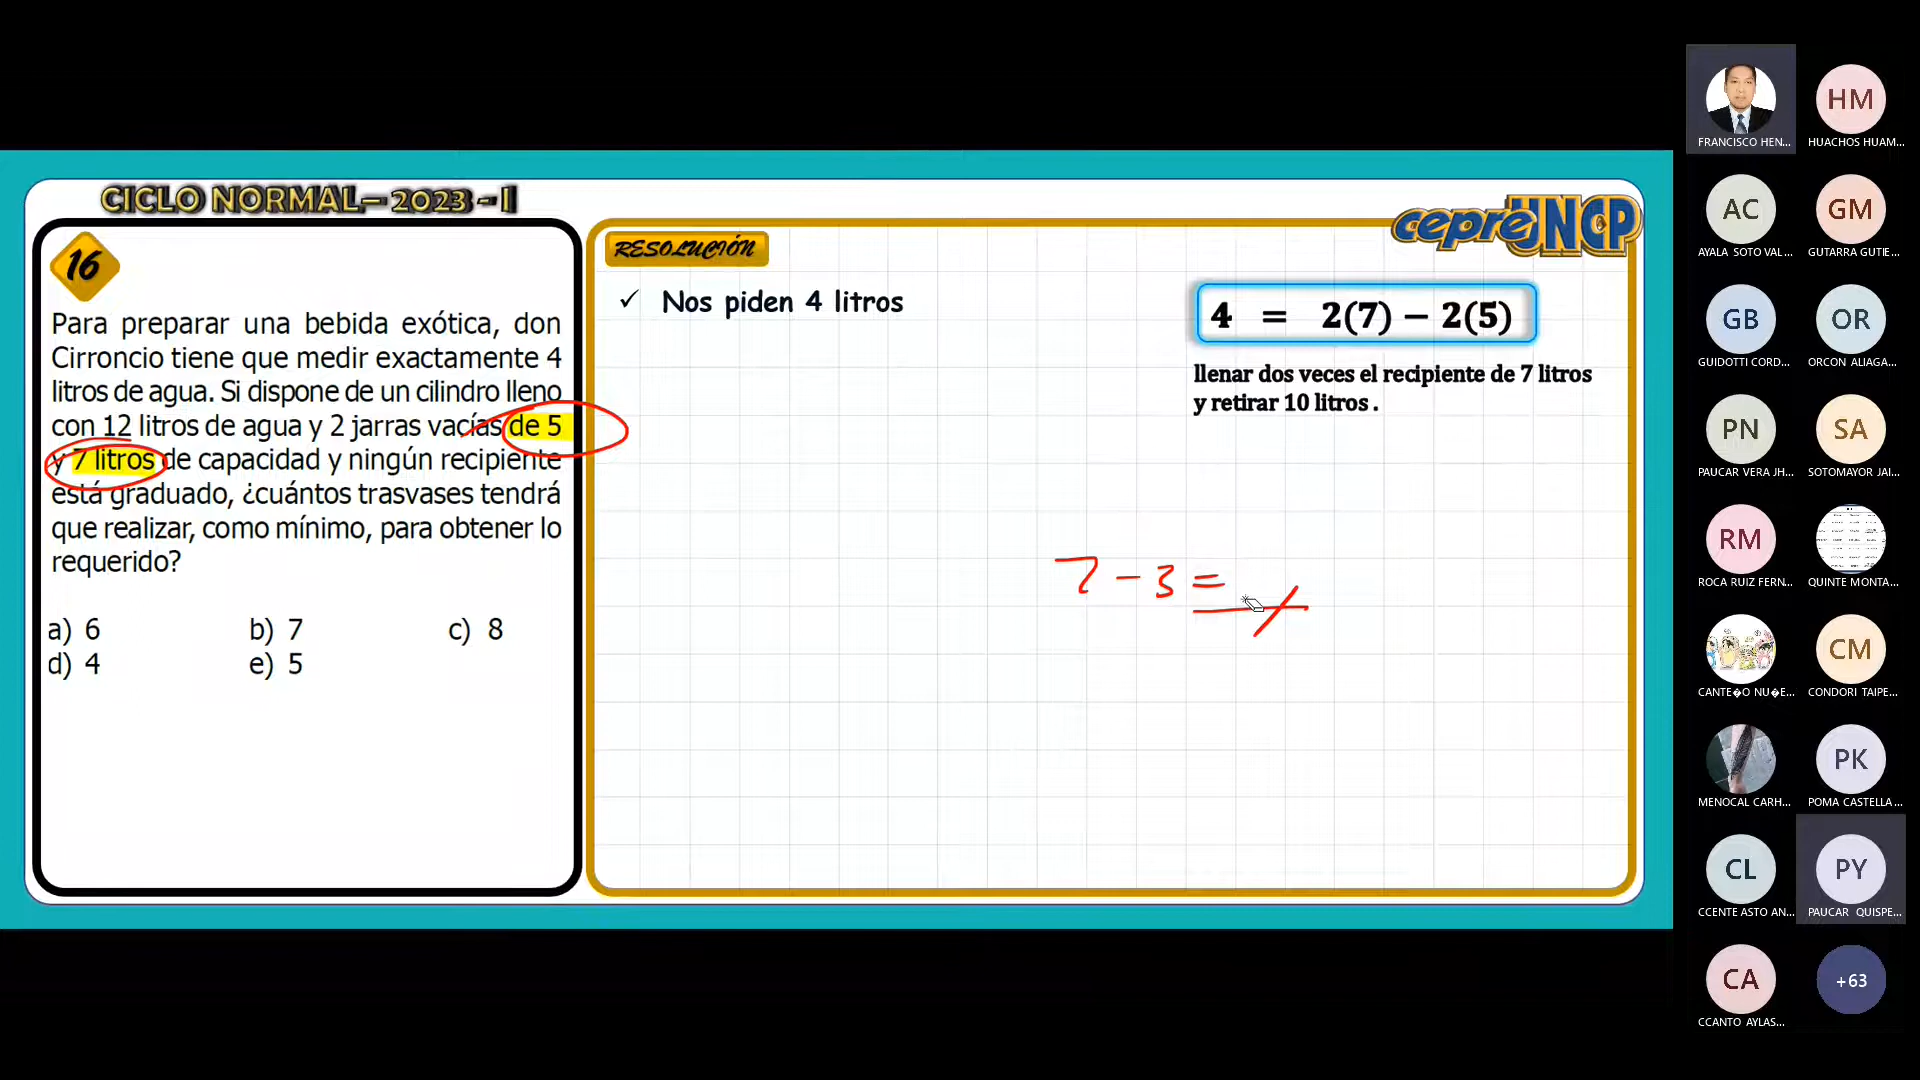 CICLO NORMAL– 2023 - I
cepre UNCP
16
Para preparar una bebida exótica, don
Cirroncio tiene que medir exactamente 4
litros de agua. Si dispone de un cilindro lleno
con 12 litros de agua y 2 jarras vacías de 5
y 7 litros de capacidad y ningún recipiente
está graduado, ¿cuántos trasvases tendrá
que realizar, como mínimo, para obtener lo
requerido?
a) 6 b) 7 c) 8
d) 4 e) 5
RESOLUCIÓN
✓ Nos piden 4 litros
4 = 2(7) – 2(5)
llenar dos veces el recipiente de 7 litros
y retirar 10 litros .
7 - 3 =
FRANCISCO HEN...
HM
HUACHOS HUAM...
AC
AYALA SOTO VAL...
GM
GUTARRA GUTIE...
GB
GUIDOTTI CORD...
OR
ORCON ALIAGA...
PN
PAUCAR VERA JH...
SA
SOTOMAYOR JAI...
RM
ROCA RUIZ FERN...
QUINTE MONTA...
CANTE�O NU�E...
CM
CONDORI TAIPE...
MENOCAL CARH...
PK
POMA CASTELLA...
CL
CCENTE ASTO AN...
PY
PAUCAR QUISPE...
CA
CCANTO AYLAS...
+63